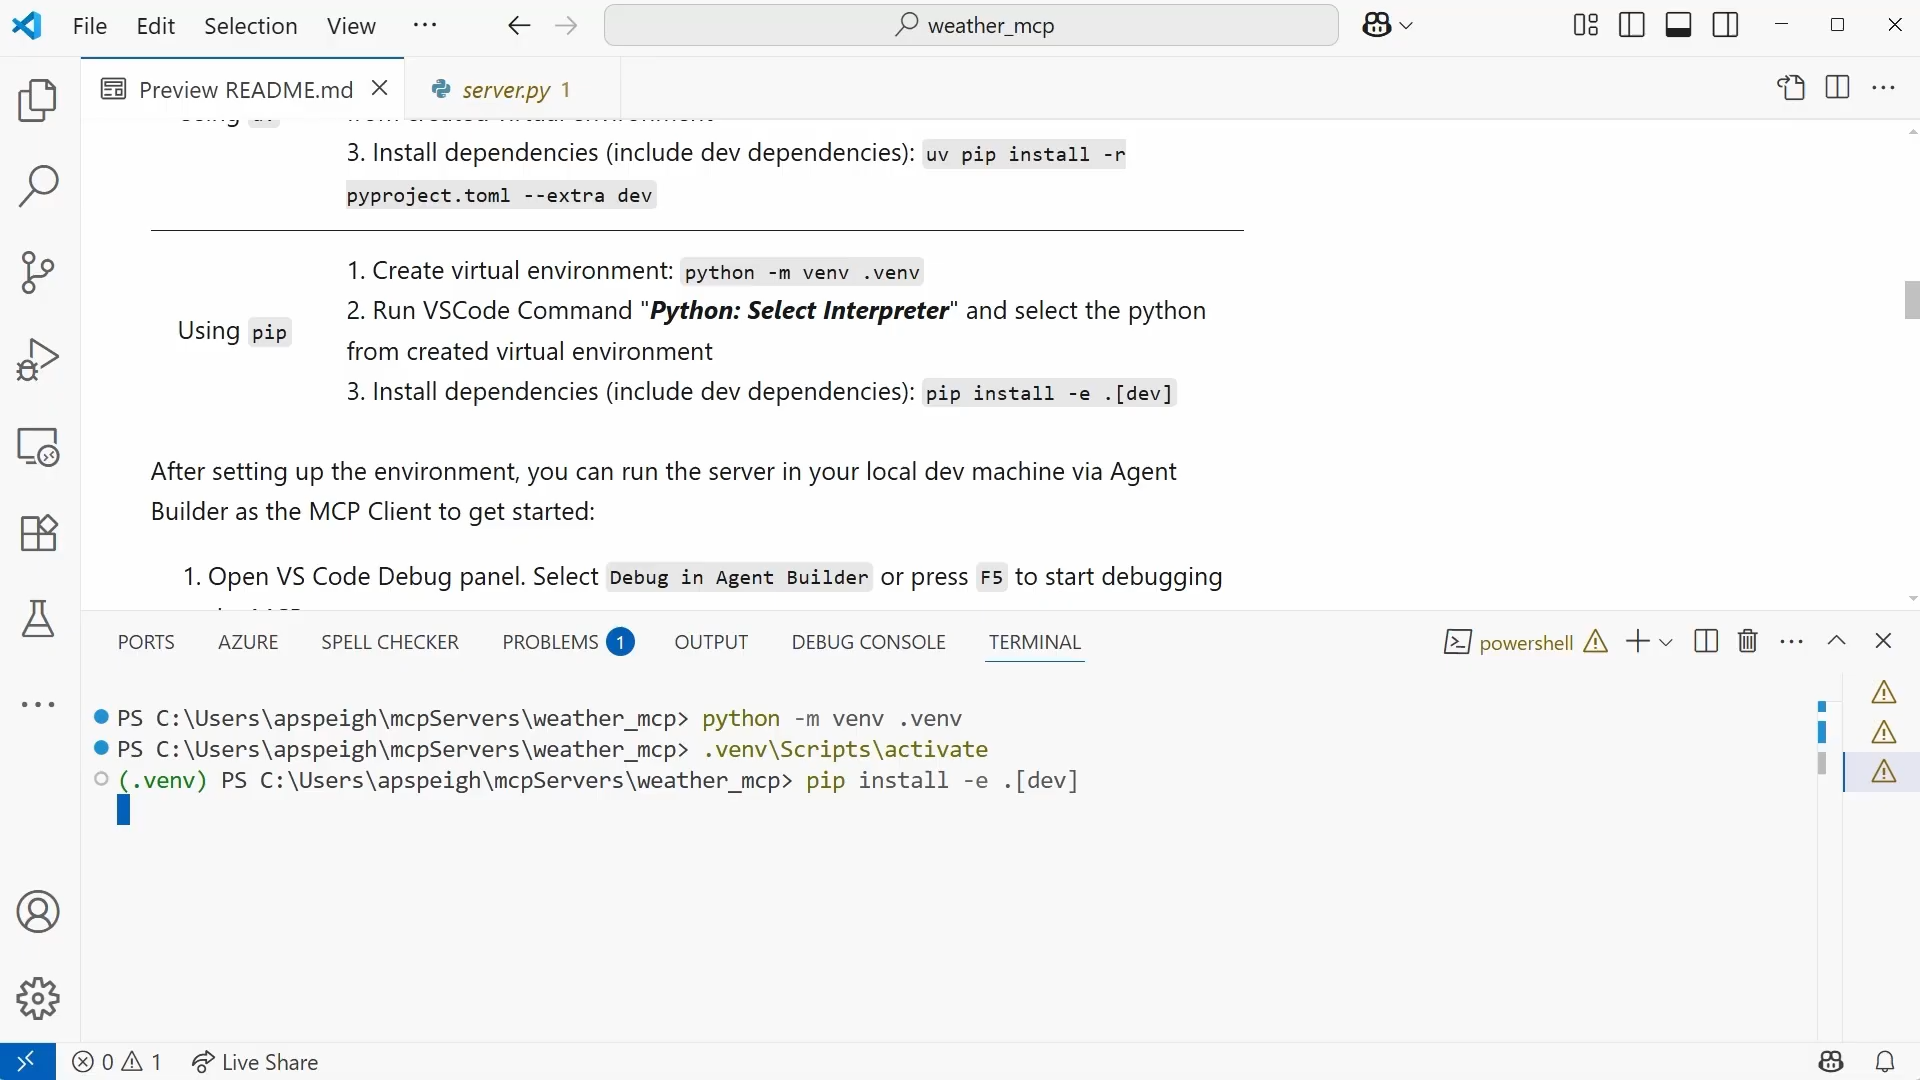 File Edit Selection View ··· weather_mcp
Preview README.md server.py 1
3. Install dependencies (include dev dependencies): uv pip install -r
pyproject.toml --extra dev
1. Create virtual environment: python -m venv .venv
2. Run VSCode Command "Python: Select Interpreter" and select the python
Using pip
from created virtual environment
3. Install dependencies (include dev dependencies): pip install -e .[dev]
After setting up the environment, you can run the server in your local dev machine via Agent
Builder as the MCP Client to get started:
1. Open VS Code Debug panel. Select Debug in Agent Builder or press F5 to start debugging
PORTS AZURE SPELL CHECKER PROBLEMS 1 OUTPUT DEBUG CONSOLE TERMINAL powershell
PS C:\Users\apspeigh\mcpServers\weather_mcp> python -m venv .venv
PS C:\Users\apspeigh\mcpServers\weather_mcp> .venv\Scripts\activate
(.venv) PS C:\Users\apspeigh\mcpServers\weather_mcp> pip install -e .[dev]
0 1 Live Share